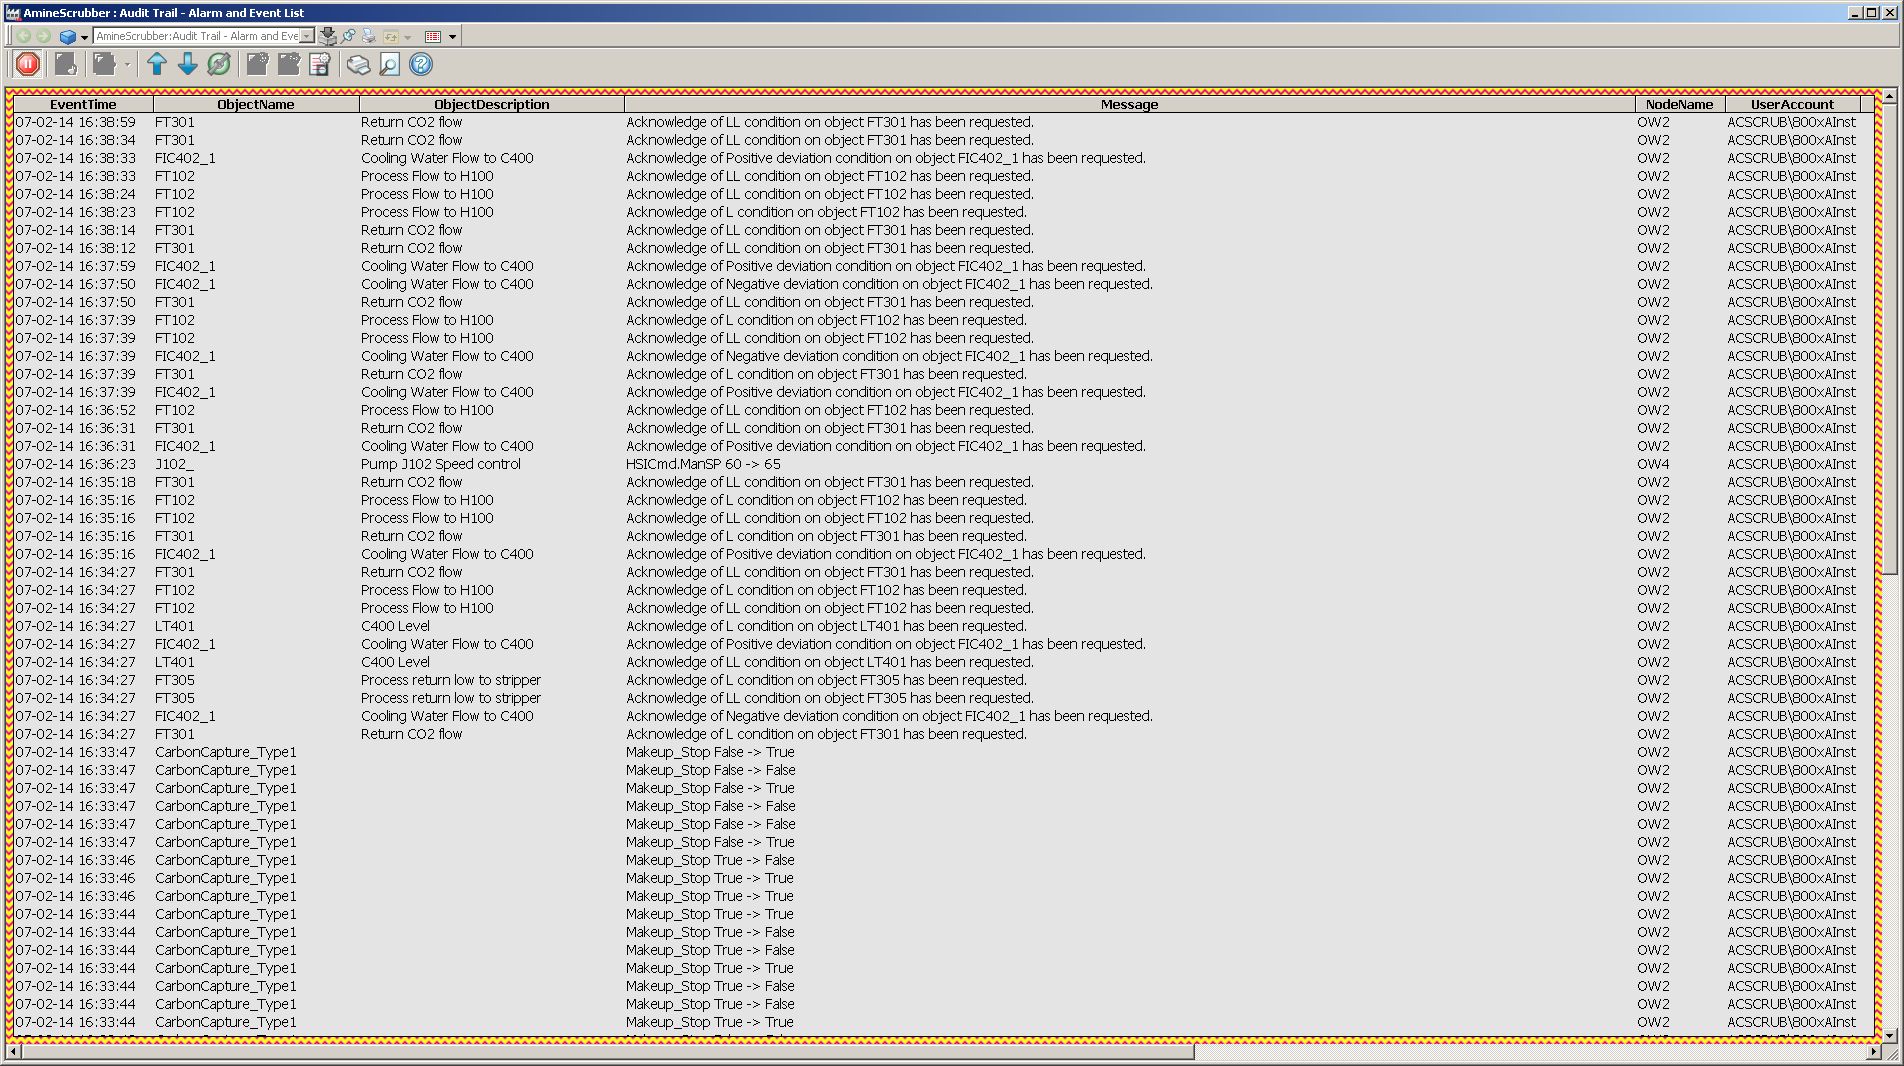 AmineScrubber : Audit Trail - Alarm and Event List
AmineScrubber:Audit Trail - Alarm and Eve
EventTime ObjectName ObjectDescription Message NodeName UserAccount
07-02-14 16:38:59 FT301 Return CO2 flow Acknowledge of LL condition on object FT301 has been requested. OW2 ACSCRUB\800xAInst
07-02-14 16:38:34 FT301 Return CO2 flow Acknowledge of LL condition on object FT301 has been requested. OW2 ACSCRUB\800xAInst
07-02-14 16:38:33 FIC402_1 Cooling Water Flow to C400 Acknowledge of Positive deviation condition on object FIC402_1 has been requested. OW2 ACSCRUB\800xAInst
07-02-14 16:38:33 FT102 Process Flow to H100 Acknowledge of LL condition on object FT102 has been requested. OW2 ACSCRUB\800xAInst
07-02-14 16:38:24 FT102 Process Flow to H100 Acknowledge of LL condition on object FT102 has been requested. OW2 ACSCRUB\800xAInst
07-02-14 16:38:23 FT102 Process Flow to H100 Acknowledge of L condition on object FT102 has been requested. OW2 ACSCRUB\800xAInst
07-02-14 16:38:14 FT301 Return CO2 flow Acknowledge of LL condition on object FT301 has been requested. OW2 ACSCRUB\800xAInst
07-02-14 16:38:12 FT301 Return CO2 flow Acknowledge of LL condition on object FT301 has been requested. OW2 ACSCRUB\800xAInst
07-02-14 16:37:59 FIC402_1 Cooling Water Flow to C400 Acknowledge of Positive deviation condition on object FIC402_1 has been requested. OW2 ACSCRUB\800xAInst
07-02-14 16:37:50 FIC402_1 Cooling Water Flow to C400 Acknowledge of Negative deviation condition on object FIC402_1 has been requested. OW2 ACSCRUB\800xAInst
07-02-14 16:37:50 FT301 Return CO2 flow Acknowledge of LL condition on object FT301 has been requested. OW2 ACSCRUB\800xAInst
07-02-14 16:37:39 FT102 Process Flow to H100 Acknowledge of L condition on object FT102 has been requested. OW2 ACSCRUB\800xAInst
07-02-14 16:37:39 FT102 Process Flow to H100 Acknowledge of LL condition on object FT102 has been requested. OW2 ACSCRUB\800xAInst
07-02-14 16:37:39 FIC402_1 Cooling Water Flow to C400 Acknowledge of Negative deviation condition on object FIC402_1 has been requested. OW2 ACSCRUB\800xAInst
07-02-14 16:37:39 FT301 Return CO2 flow Acknowledge of L condition on object FT301 has been requested. OW2 ACSCRUB\800xAInst
07-02-14 16:37:39 FIC402_1 Cooling Water Flow to C400 Acknowledge of Positive deviation condition on object FIC402_1 has been requested. OW2 ACSCRUB\800xAInst
07-02-14 16:36:52 FT102 Process Flow to H100 Acknowledge of LL condition on object FT102 has been requested. OW2 ACSCRUB\800xAInst
07-02-14 16:36:31 FT301 Return CO2 flow Acknowledge of LL condition on object FT301 has been requested. OW2 ACSCRUB\800xAInst
07-02-14 16:36:31 FIC402_1 Cooling Water Flow to C400 Acknowledge of Positive deviation condition on object FIC402_1 has been requested. OW2 ACSCRUB\800xAInst
07-02-14 16:36:23 J102_ Pump J102 Speed control HSICmd.ManSP 60 -> 65 OW4 ACSCRUB\800xAInst
07-02-14 16:35:18 FT301 Return CO2 flow Acknowledge of LL condition on object FT301 has been requested. OW2 ACSCRUB\800xAInst
07-02-14 16:35:16 FT102 Process Flow to H100 Acknowledge of L condition on object FT102 has been requested. OW2 ACSCRUB\800xAInst
07-02-14 16:35:16 FT102 Process Flow to H100 Acknowledge of LL condition on object FT102 has been requested. OW2 ACSCRUB\800xAInst
07-02-14 16:35:16 FT301 Return CO2 flow Acknowledge of L condition on object FT301 has been requested. OW2 ACSCRUB\800xAInst
07-02-14 16:35:16 FIC402_1 Cooling Water Flow to C400 Acknowledge of Positive deviation condition on object FIC402_1 has been requested. OW2 ACSCRUB\800xAInst
07-02-14 16:34:27 FT301 Return CO2 flow Acknowledge of LL condition on object FT301 has been requested. OW2 ACSCRUB\800xAInst
07-02-14 16:34:27 FT102 Process Flow to H100 Acknowledge of L condition on object FT102 has been requested. OW2 ACSCRUB\800xAInst
07-02-14 16:34:27 FT102 Process Flow to H100 Acknowledge of LL condition on object FT102 has been requested. OW2 ACSCRUB\800xAInst
07-02-14 16:34:27 LT401 C400 Level Acknowledge of L condition on object LT401 has been requested. OW2 ACSCRUB\800xAInst
07-02-14 16:34:27 FIC402_1 Cooling Water Flow to C400 Acknowledge of Positive deviation condition on object FIC402_1 has been requested. OW2 ACSCRUB\800xAInst
07-02-14 16:34:27 LT401 C400 Level Acknowledge of LL condition on object LT401 has been requested. OW2 ACSCRUB\800xAInst
07-02-14 16:34:27 FT305 Process return low to stripper Acknowledge of L condition on object FT305 has been requested. OW2 ACSCRUB\800xAInst
07-02-14 16:34:27 FT305 Process return low to stripper Acknowledge of LL condition on object FT305 has been requested. OW2 ACSCRUB\800xAInst
07-02-14 16:34:27 FIC402_1 Cooling Water Flow to C400 Acknowledge of Negative deviation condition on object FIC402_1 has been requested. OW2 ACSCRUB\800xAInst
07-02-14 16:34:27 FT301 Return CO2 flow Acknowledge of L condition on object FT301 has been requested. OW2 ACSCRUB\800xAInst
07-02-14 16:33:47 CarbonCapture_Type1 Makeup_Stop False -> True OW2 ACSCRUB\800xAInst
07-02-14 16:33:47 CarbonCapture_Type1 Makeup_Stop False -> False OW2 ACSCRUB\800xAInst
07-02-14 16:33:47 CarbonCapture_Type1 Makeup_Stop False -> True OW2 ACSCRUB\800xAInst
07-02-14 16:33:47 CarbonCapture_Type1 Makeup_Stop False -> False OW2 ACSCRUB\800xAInst
07-02-14 16:33:47 CarbonCapture_Type1 Makeup_Stop False -> False OW2 ACSCRUB\800xAInst
07-02-14 16:33:47 CarbonCapture_Type1 Makeup_Stop False -> True OW2 ACSCRUB\800xAInst
07-02-14 16:33:46 CarbonCapture_Type1 Makeup_Stop True -> False OW2 ACSCRUB\800xAInst
07-02-14 16:33:46 CarbonCapture_Type1 Makeup_Stop True -> True OW2 ACSCRUB\800xAInst
07-02-14 16:33:46 CarbonCapture_Type1 Makeup_Stop True -> True OW2 ACSCRUB\800xAInst
07-02-14 16:33:44 CarbonCapture_Type1 Makeup_Stop True -> True OW2 ACSCRUB\800xAInst
07-02-14 16:33:44 CarbonCapture_Type1 Makeup_Stop True -> False OW2 ACSCRUB\800xAInst
07-02-14 16:33:44 CarbonCapture_Type1 Makeup_Stop True -> False OW2 ACSCRUB\800xAInst
07-02-14 16:33:44 CarbonCapture_Type1 Makeup_Stop True -> True OW2 ACSCRUB\800xAInst
07-02-14 16:33:44 CarbonCapture_Type1 Makeup_Stop True -> False OW2 ACSCRUB\800xAInst
07-02-14 16:33:44 CarbonCapture_Type1 Makeup_Stop True -> False OW2 ACSCRUB\800xAInst
07-02-14 16:33:44 CarbonCapture_Type1 Makeup_Stop True -> True OW2 ACSCRUB\800xAInst